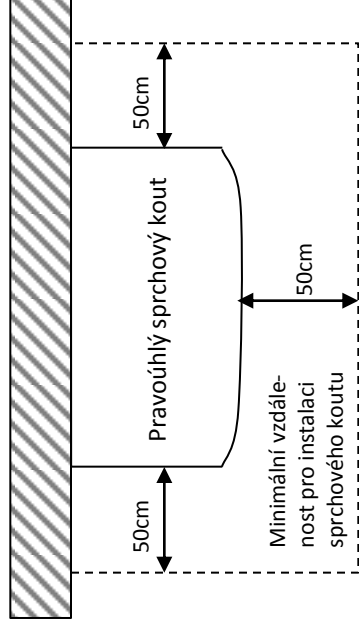 50cm
Pravoúhlý sprchový kout
50cm
50cm
Minimální vzdále-
nost pro instalaci
sprchového koutu